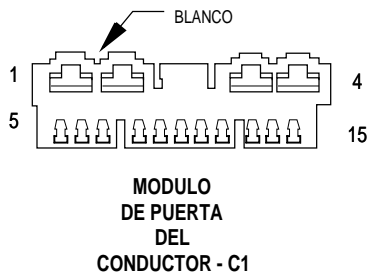 BLANCO
1
4
5
15
MODULO
DE PUERTA
DEL
CONDUCTOR - C1